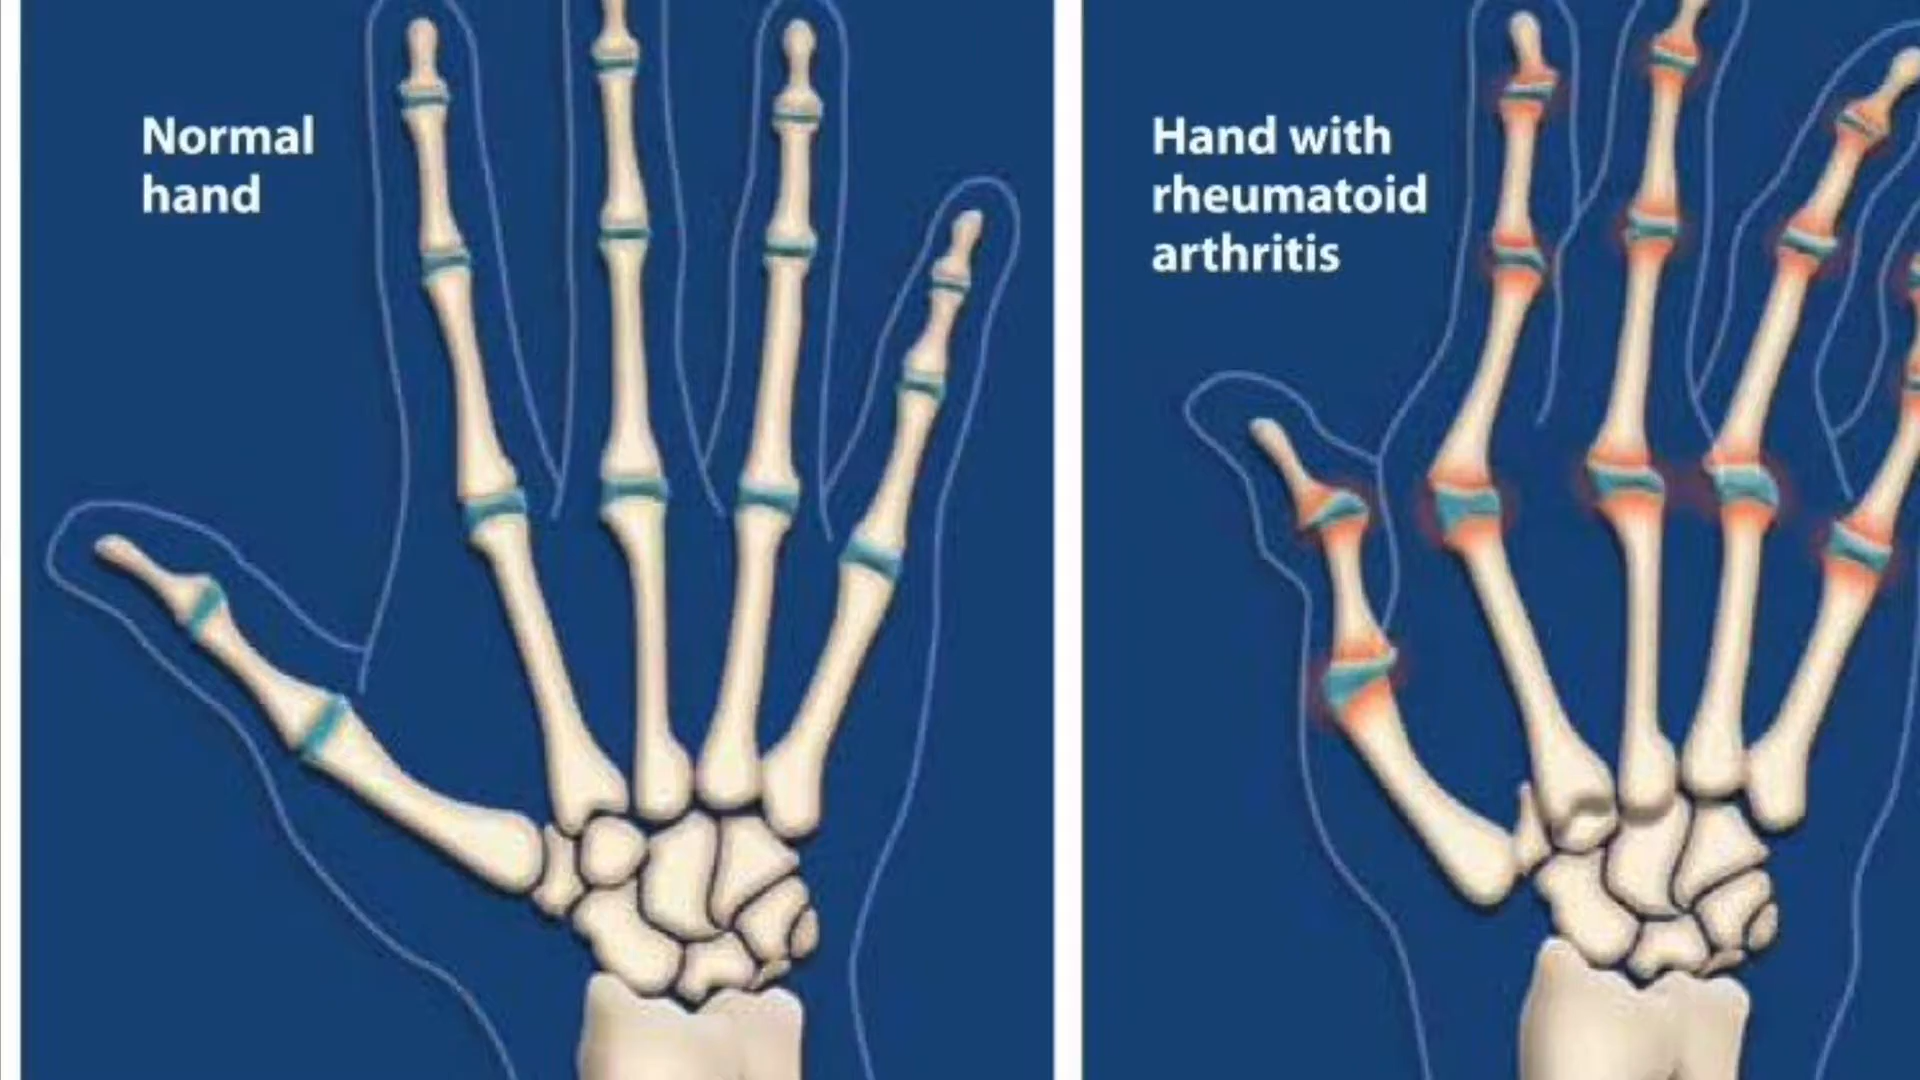 Normal
hand
Hand with
rheumatoid
arthritis